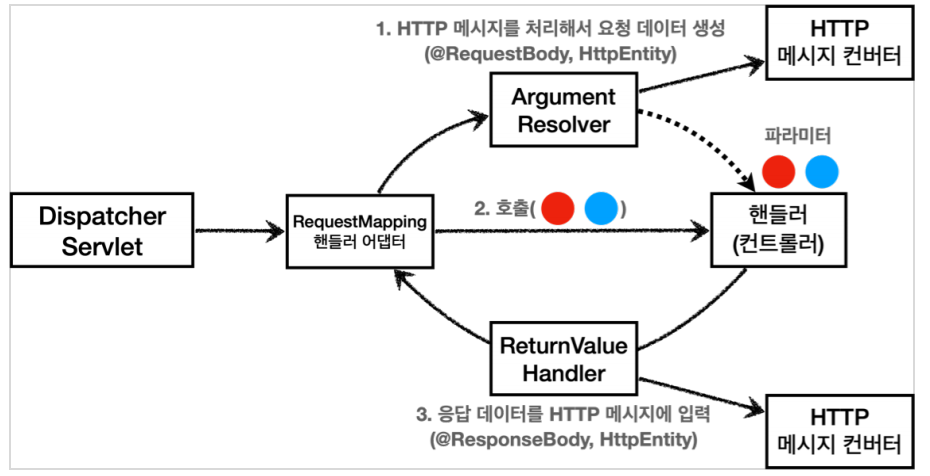 1. HTTP 메시지를 처리해서 요청 데이터 생성
(@RequestBody, HttpEntity)
HTTP
메시지 컨버터
Argument
Resolver
파라미터
Dispatcher
Servlet
RequestMapping
핸들러 어댑터
2. 호출( )
핸들러
(컨트롤러)
ReturnValue
Handler
3. 응답 데이터를 HTTP 메시지에 입력
(@ResponseBody, HttpEntity)
HTTP
메시지 컨버터